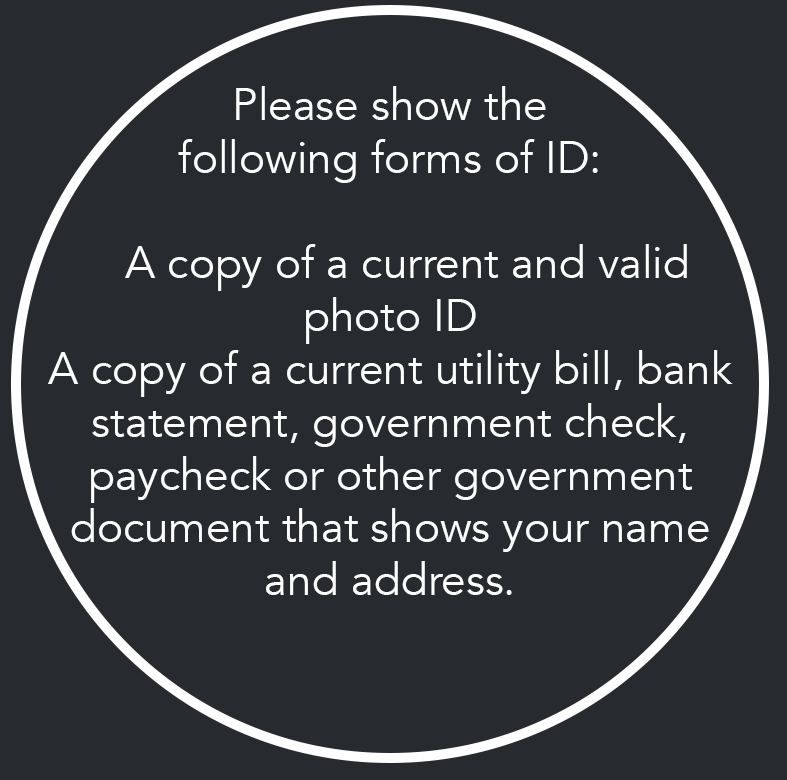 Please show the
following forms of ID:
A copy of a current and valid
photo ID
A copy of a current utility bill, bank
statement, government check,
paycheck or other government
document that shows your name
and address.